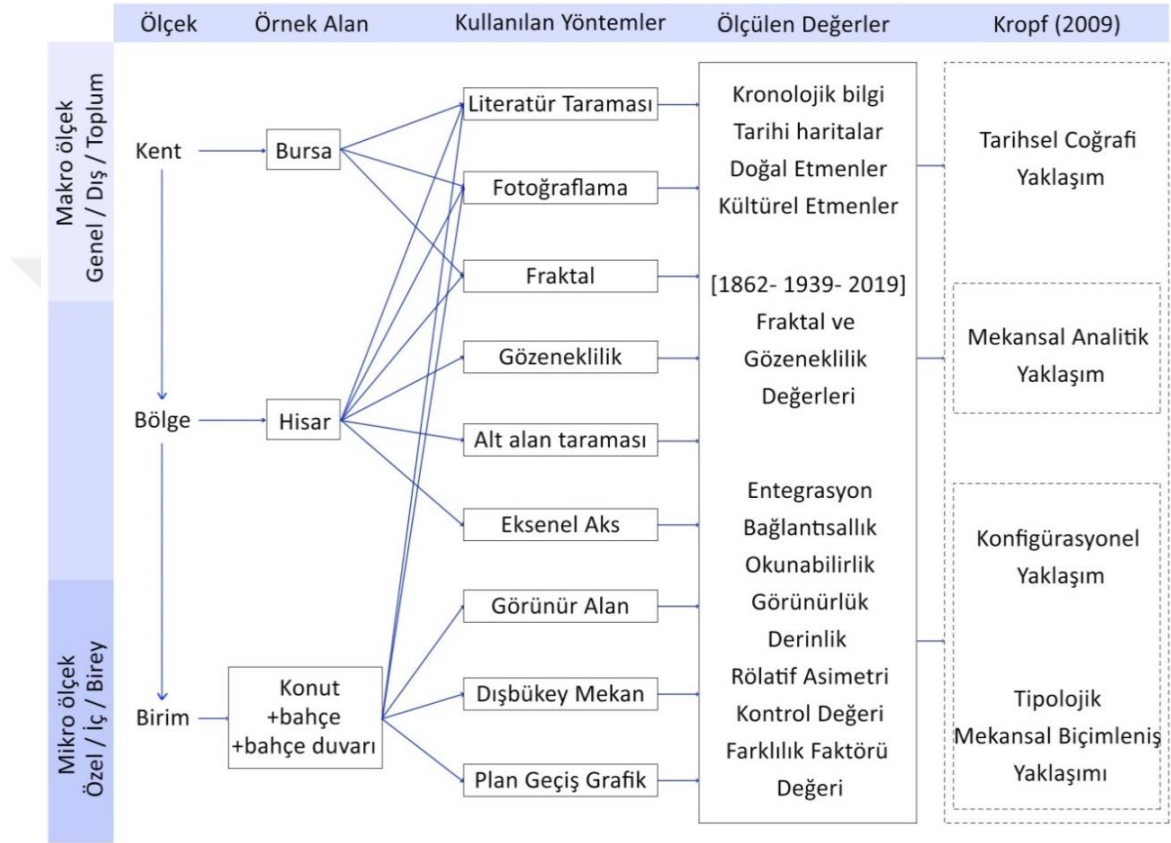 Ölçek
Örnek Alan
Kullanılan Yöntemler
Ölçülen Değerler
Kropf (2009)
Makro ölçek
Genel / Dış / Toplum
Mikro ölçek
Özel / İç / Birey
Kent
Bölge
Birim
Bursa
Hisar
Konut
+bahçe
+bahçe duvarı
Literatür Taraması
Fotoğraflama
Fraktal
Gözeneklilik
Alt alan taraması
Eksenel Aks
Görünür Alan
Dışbükey Mekan
Plan Geçiş Grafik
Kronolojik bilgi
Tarihi haritalar
Doğal Etmenler
Kültürel Etmenler
[1862- 1939- 2019]
Fraktal ve
Gözeneklilik
Değerleri
Entegrasyon
Bağlantısallık
Okunabilirlik
Görünürlük
Derinlik
Rölatif Asimetri
Kontrol Değeri
Farklılık Faktörü
Değeri
Tarihsel Coğrafi
Yaklaşım
Mekansal Analitik
Yaklaşım
Konfigürasyonel
Yaklaşım
Tipolojik
Mekansal Biçimleniş
Yaklaşımı